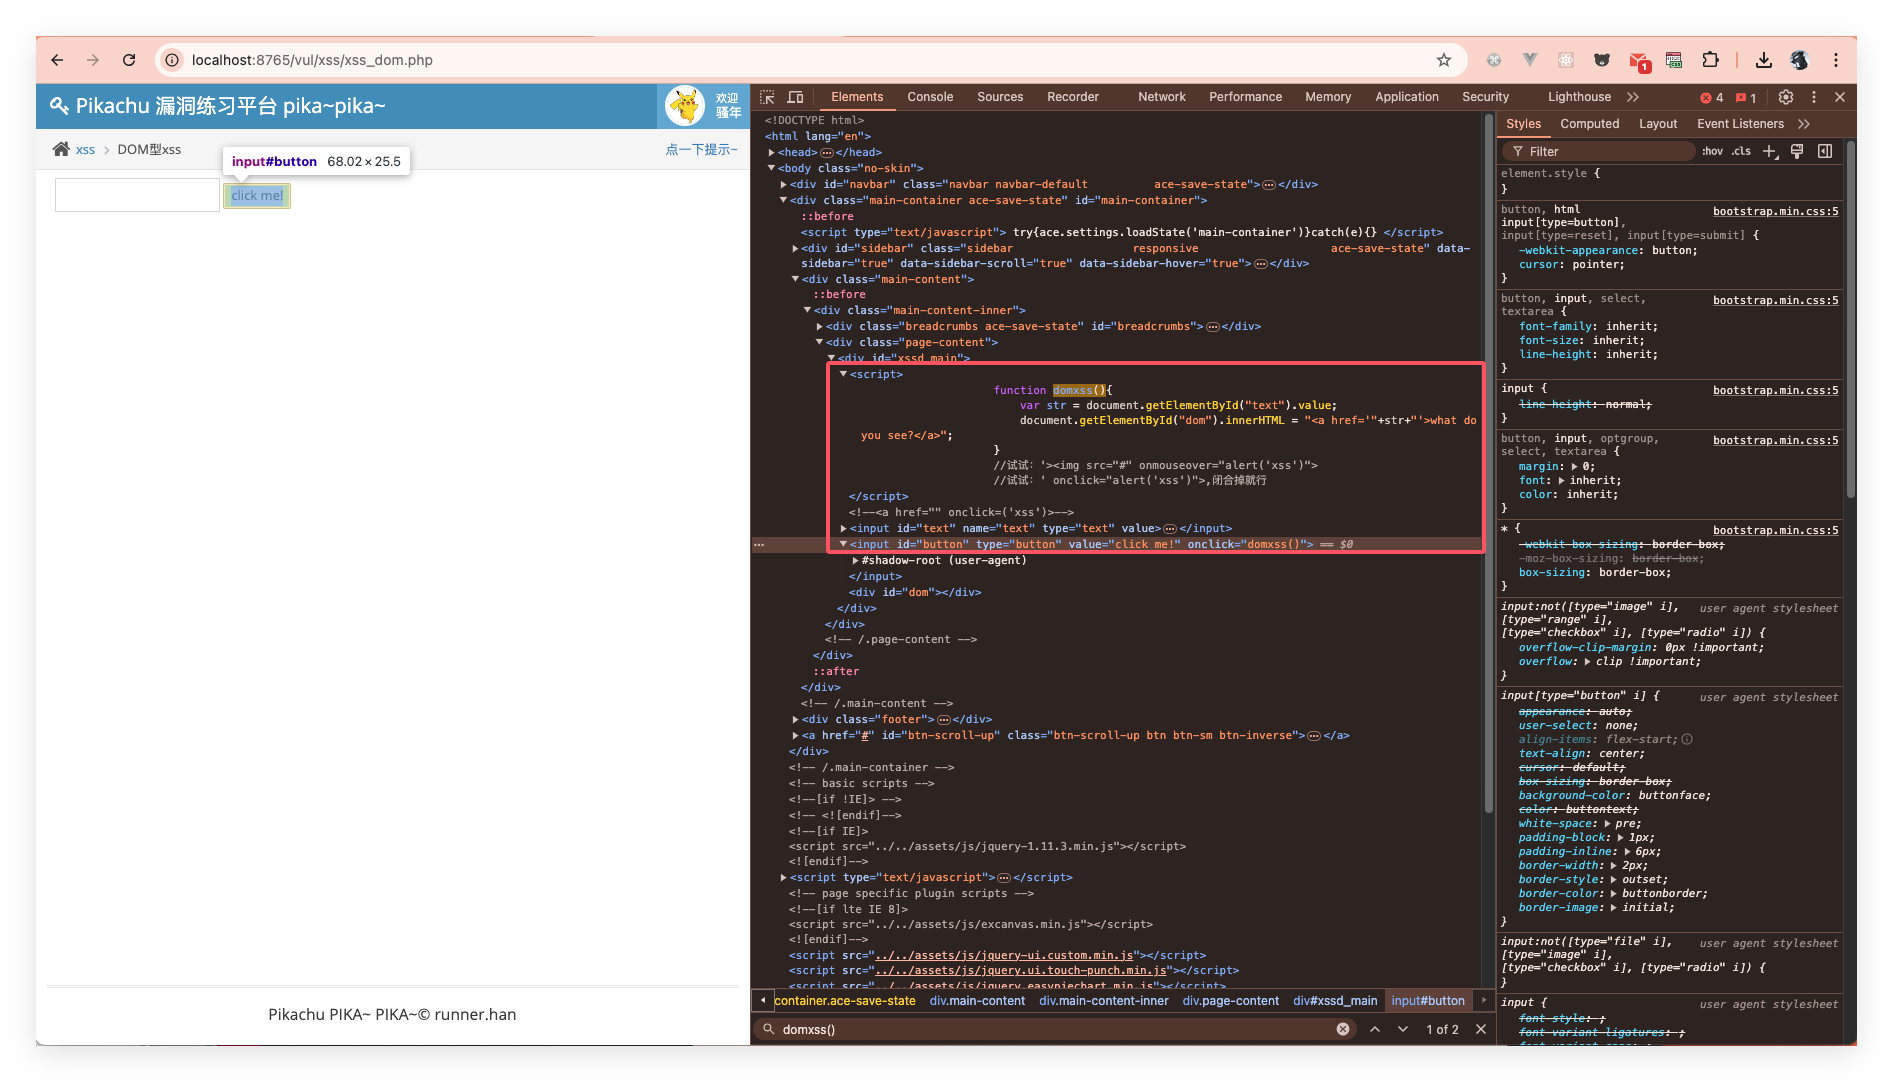 localhost:8765/vul/xss/xss_dom.php
1
Pikachu 漏洞练习平台 pika~pika~
欢迎
骚年
xss
DOM型xss
点一下提示~
input#button 68.02 × 25.5
click me!
Pikachu PIKA~ PIKA~© runner.han
Elements Console Sources Recorder Network Performance Memory Application Security Lighthouse 4 1
<!DOCTYPE html>
<html lang="en">
<head>
</head>
<body class="no-skin">
<div id="navbar" class="navbar navbar-default ace-save-state">
</div>
<div class="main-container ace-save-state" id="main-container">
::before
<script type="text/javascript"> try{ace.settings.loadState('main-container')}catch(e){} </script>
<div id="sidebar" class="sidebar responsive ace-save-state" data-
sidebar="true" data-sidebar-scroll="true" data-sidebar-hover="true">
</div>
<div class="main-content">
::before
<div class="main-content-inner">
<div class="breadcrumbs ace-save-state" id="breadcrumbs">
</div>
<div class="page-content">
<div id="xssd_main">
<script>
function domxss(){
var str = document.getElementById("text").value;
document.getElementById("dom").innerHTML = "<a href='"+str+"'>what do
you see?</a>";
}
//试试：'><img src="#" onmouseover="alert('xss')">
//试试：' onclick="alert('xss')">,闭合掉就行
</script>
<!--<a href="" onclick=('xss')>-->
<input id="text" name="text" type="text" value>
</input>
<input id="button" type="button" value="click me!" onclick="domxss()"> == $0
#shadow-root (user-agent)
</input>
<div id="dom"></div>
</div>
</div>
<!-- /.page-content -->
</div>
::after
</div>
<!-- /.main-content -->
<div class="footer">
</div>
<a href="#" id="btn-scroll-up" class="btn-scroll-up btn btn-sm btn-inverse">
</a>
</div>
<!-- /.main-container -->
<!-- basic scripts -->
<!--[if !IE]> -->
<!-- <![endif]-->
<!--[if IE]>
<script src="../../assets/js/jquery-1.11.3.min.js"></script>
<![endif]-->
<script type="text/javascript">
</script>
<!-- page specific plugin scripts -->
<!--[if lte IE 8]>
<script src="../../assets/js/excanvas.min.js"></script>
<![endif]-->
<script src="../../assets/js/jquery-ui.custom.min.js"></script>
<script src="../../assets/js/jquery.ui.touch-punch.min.js"></script>
<script src="../../assets/js/jquery.easypiechart.min.js"></script>
container.ace-save-state div.main-content div.main-content-inner div.page-content div#xssd_main input#button
domxss() 1 of 2
Styles Computed Layout Event Listeners
Filter :hov .cls
element.style {
}
button, html bootstrap.min.css:5
input[type=button],
input[type=reset], input[type=submit] {
-webkit-appearance: button;
cursor: pointer;
}
button, input, select, bootstrap.min.css:5
textarea {
font-family: inherit;
font-size: inherit;
line-height: inherit;
}
input { bootstrap.min.css:5
line-height: normal;
}
button, input, optgroup, bootstrap.min.css:5
select, textarea {
margin: 0;
font: inherit;
color: inherit;
}
* { bootstrap.min.css:5
-webkit-box-sizing: border-box;
-moz-box-sizing: border-box;
box-sizing: border-box;
}
input:not([type="image" i], user agent stylesheet
[type="range" i],
[type="checkbox" i], [type="radio" i]) {
overflow-clip-margin: 0px !important;
overflow: clip !important;
}
input[type="button" i] { user agent stylesheet
appearance: auto;
user-select: none;
align-items: flex-start;
text-align: center;
cursor: default;
box-sizing: border-box;
background-color: buttonface;
color: buttontext;
white-space: pre;
padding-block: 1px;
padding-inline: 6px;
border-width: 2px;
border-style: outset;
border-color: buttonborder;
border-image: initial;
}
input:not([type="file" i], user agent stylesheet
[type="image" i],
[type="checkbox" i], [type="radio" i]) {
}
input { user agent stylesheet
font-style: ;
font-variant-ligatures: ;